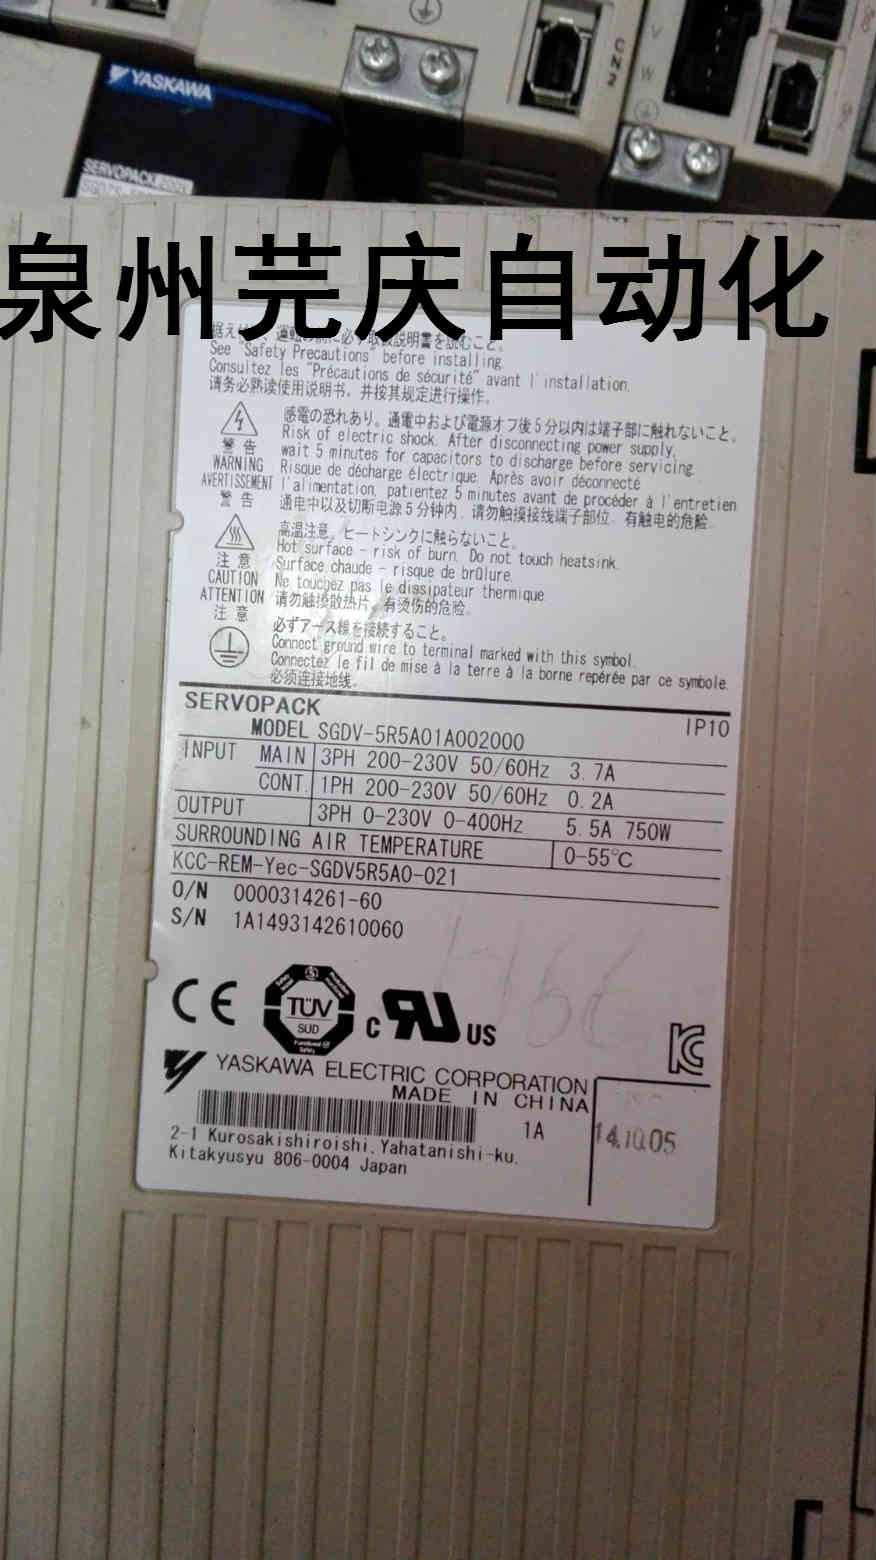 YASKAWA
SERVOPACK 200V
CN2
V
W
泉州芫庆自动化
See "Safety Precautions" before installing.
Consultez les "Précautions de sécurité" avant l'installation.
请务必熟读使用说明书，并按其规定进行操作。
感電の恐れあり。通電中および電源オフ後5分以内は端子部に触れないこと。
Risk of electric shock. After disconnecting power supply,
wait 5 minutes for capacitors to discharge before servicing.
Risque de décharge électrique. Après avoir déconnecté
l'alimentation, patientez 5 minutes avant de procéder à l'entretien
通电中以及切断电源5分钟内，请勿触摸接线端子部位，有触电的危险。
警告
WARNING
AVERTISSEMENT
警告
高温注意。ヒートシンクに触らないこと。
Hot surface - risk of burn. Do not touch heatsink.
Surface chaude - risque de brûlure.
Ne touchez pas le dissipateur thermique
请勿触摸散热片，有烫伤的危险。
注意
CAUTION
ATTENTION
注意
必ずアース線を接続すること。
Connect ground wire to terminal marked with this symbol.
Connectez le fil de mise à la terre à la borne repérée par ce symbole.
必须连接地线。
SERVOPACK IP10
MODEL SGDV-5R5A01A002000
INPUT MAIN 3PH 200-230V 50/60Hz 3.7A
CONT. 1PH 200-230V 50/60Hz 0.2A
OUTPUT 3PH 0-230V 0-400Hz 5.5A 750W
SURROUNDING AIR TEMPERATURE 0-55℃
KCC-REM-Yec-SGDV5R5A0-021
O/N 0000314261-60
S/N 1A1493142610060
CE TÜV SUD c RU US
YASKAWA ELECTRIC CORPORATION
MADE IN CHINA
1A 14.10.05
2-1 Kurosakishiroishi, Yahatanishi-ku,
Kitakyusyu 806-0004 Japan